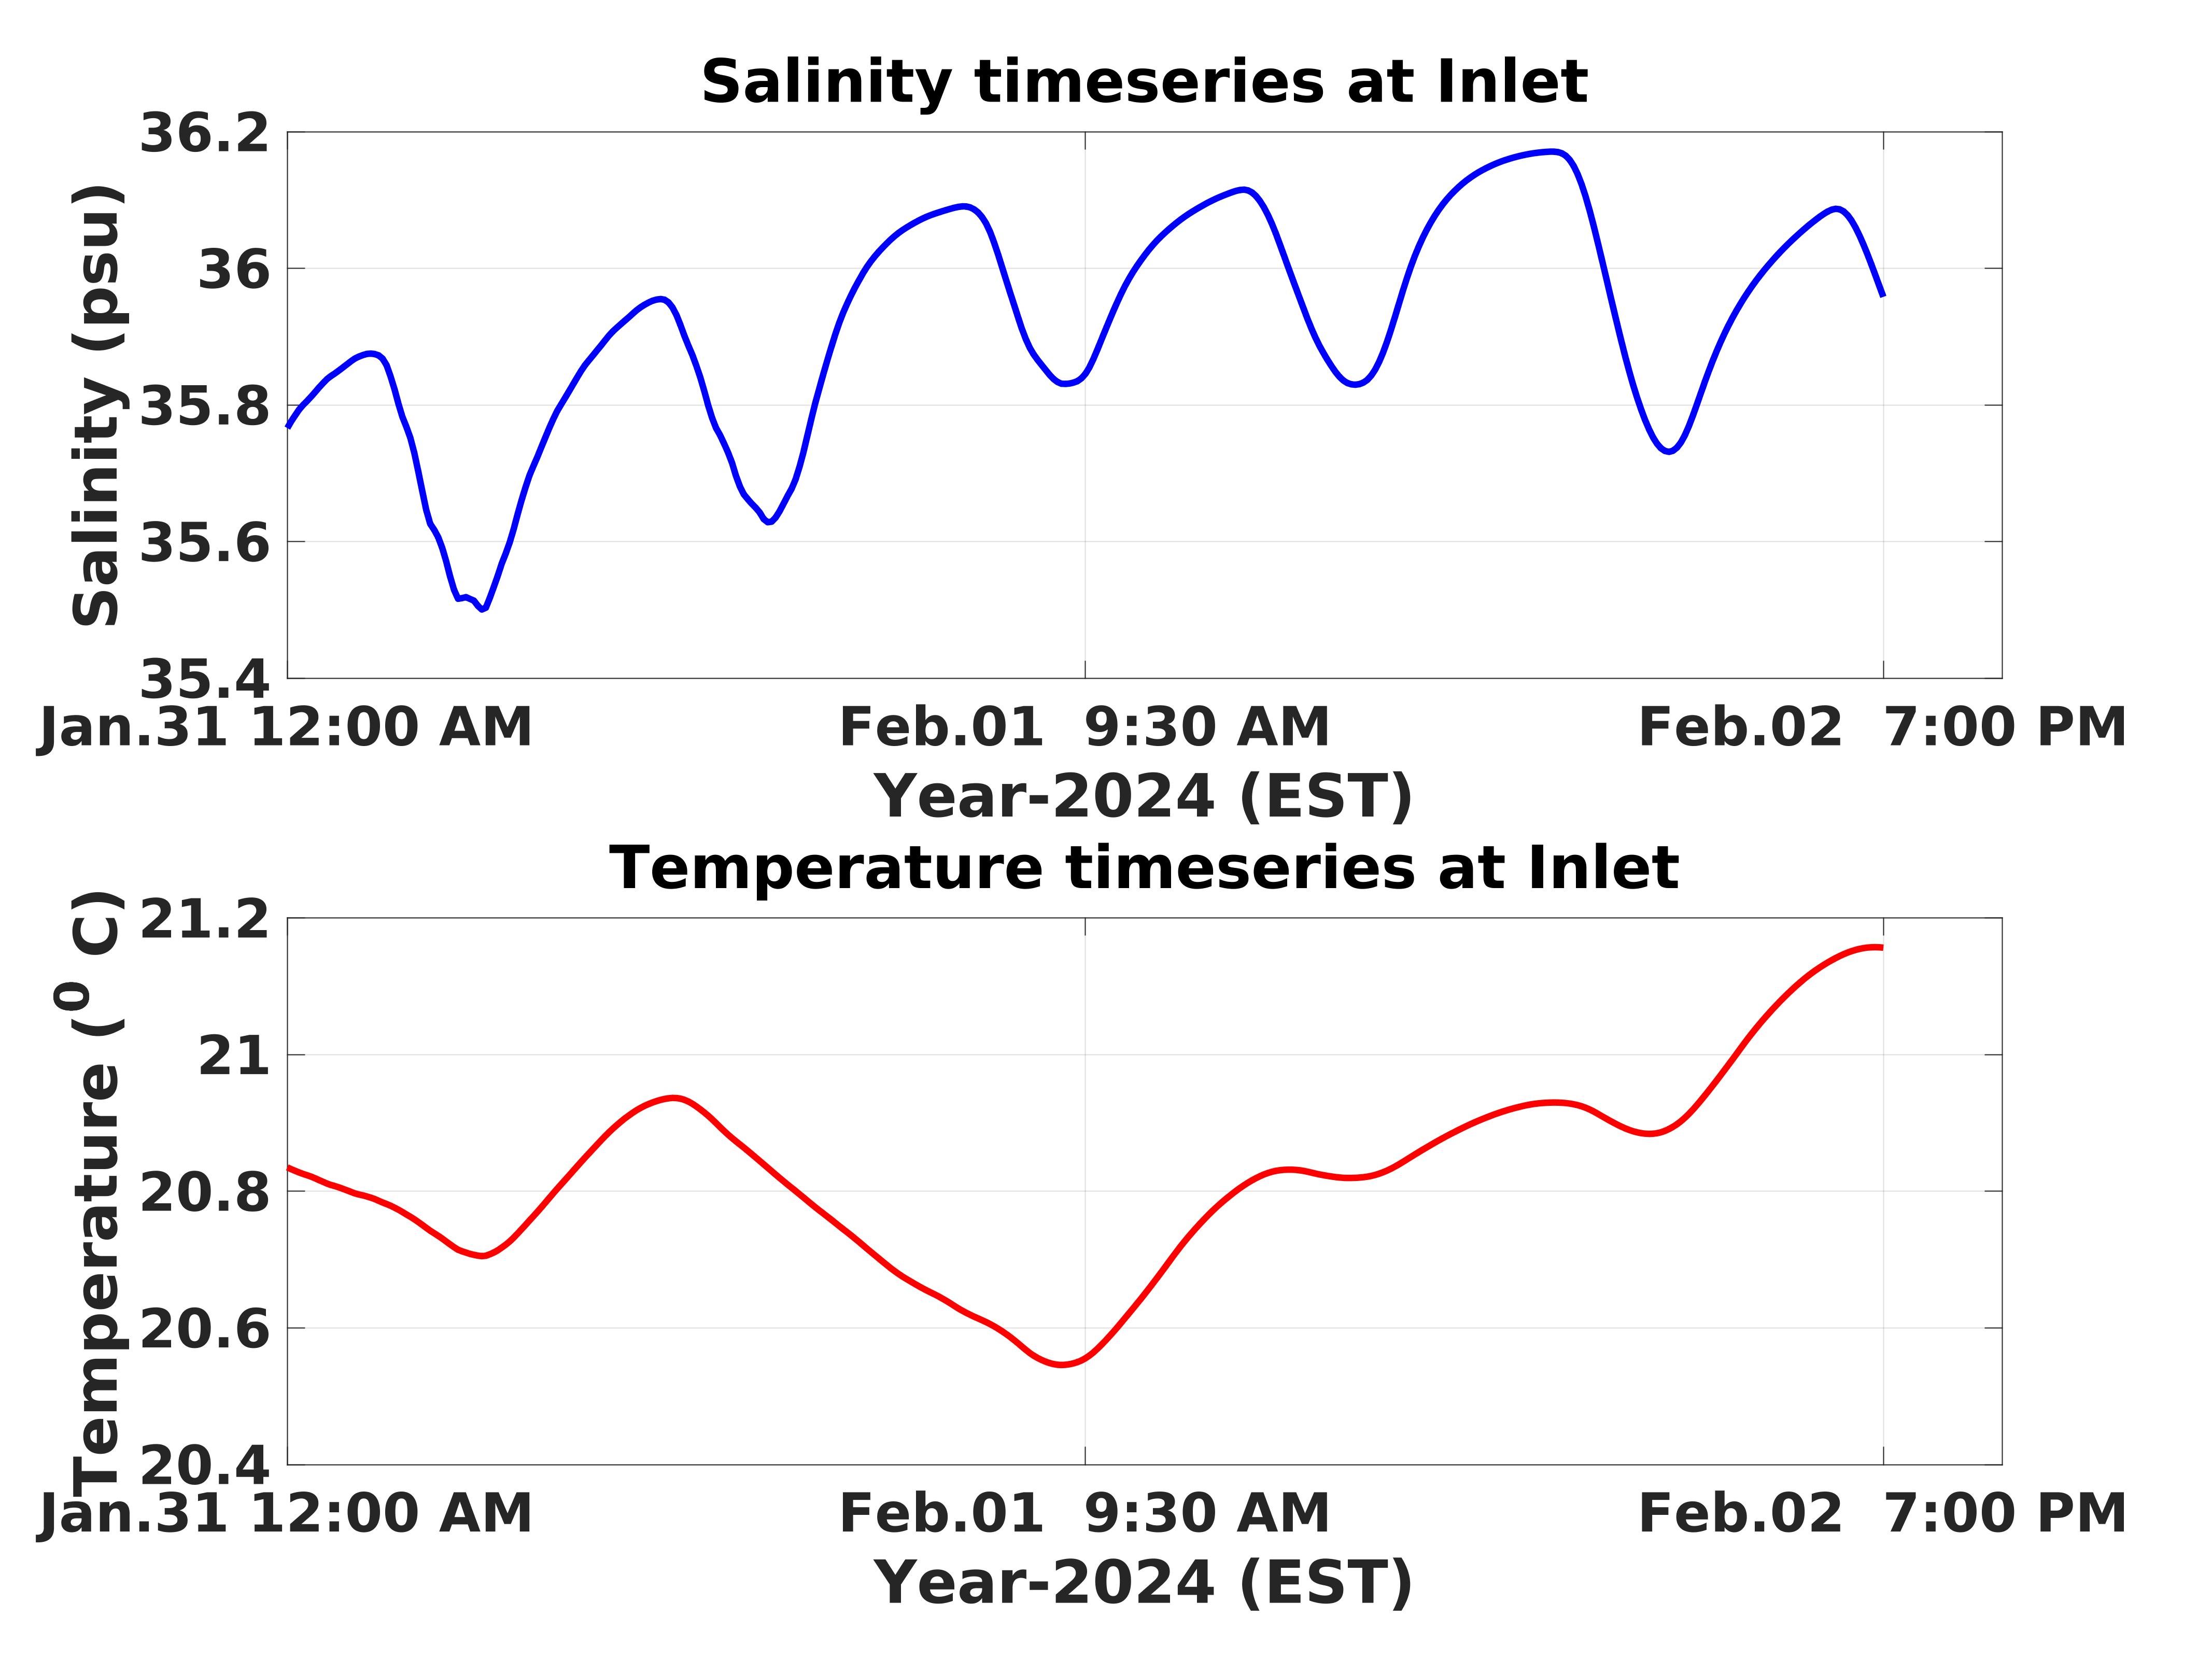 Salinity timeseries at Inlet
Salinity (psu)
36.2
36
35.8
35.6
35.4
Jan.31 12:00 AM Feb.01 9:30 AM Feb.02 7:00 PM
Year-2024 (EST)
Temperature timeseries at Inlet
Temperature (⁰ C)
21.2
21
20.8
20.6
20.4
Jan.31 12:00 AM Feb.01 9:30 AM Feb.02 7:00 PM
Year-2024 (EST)